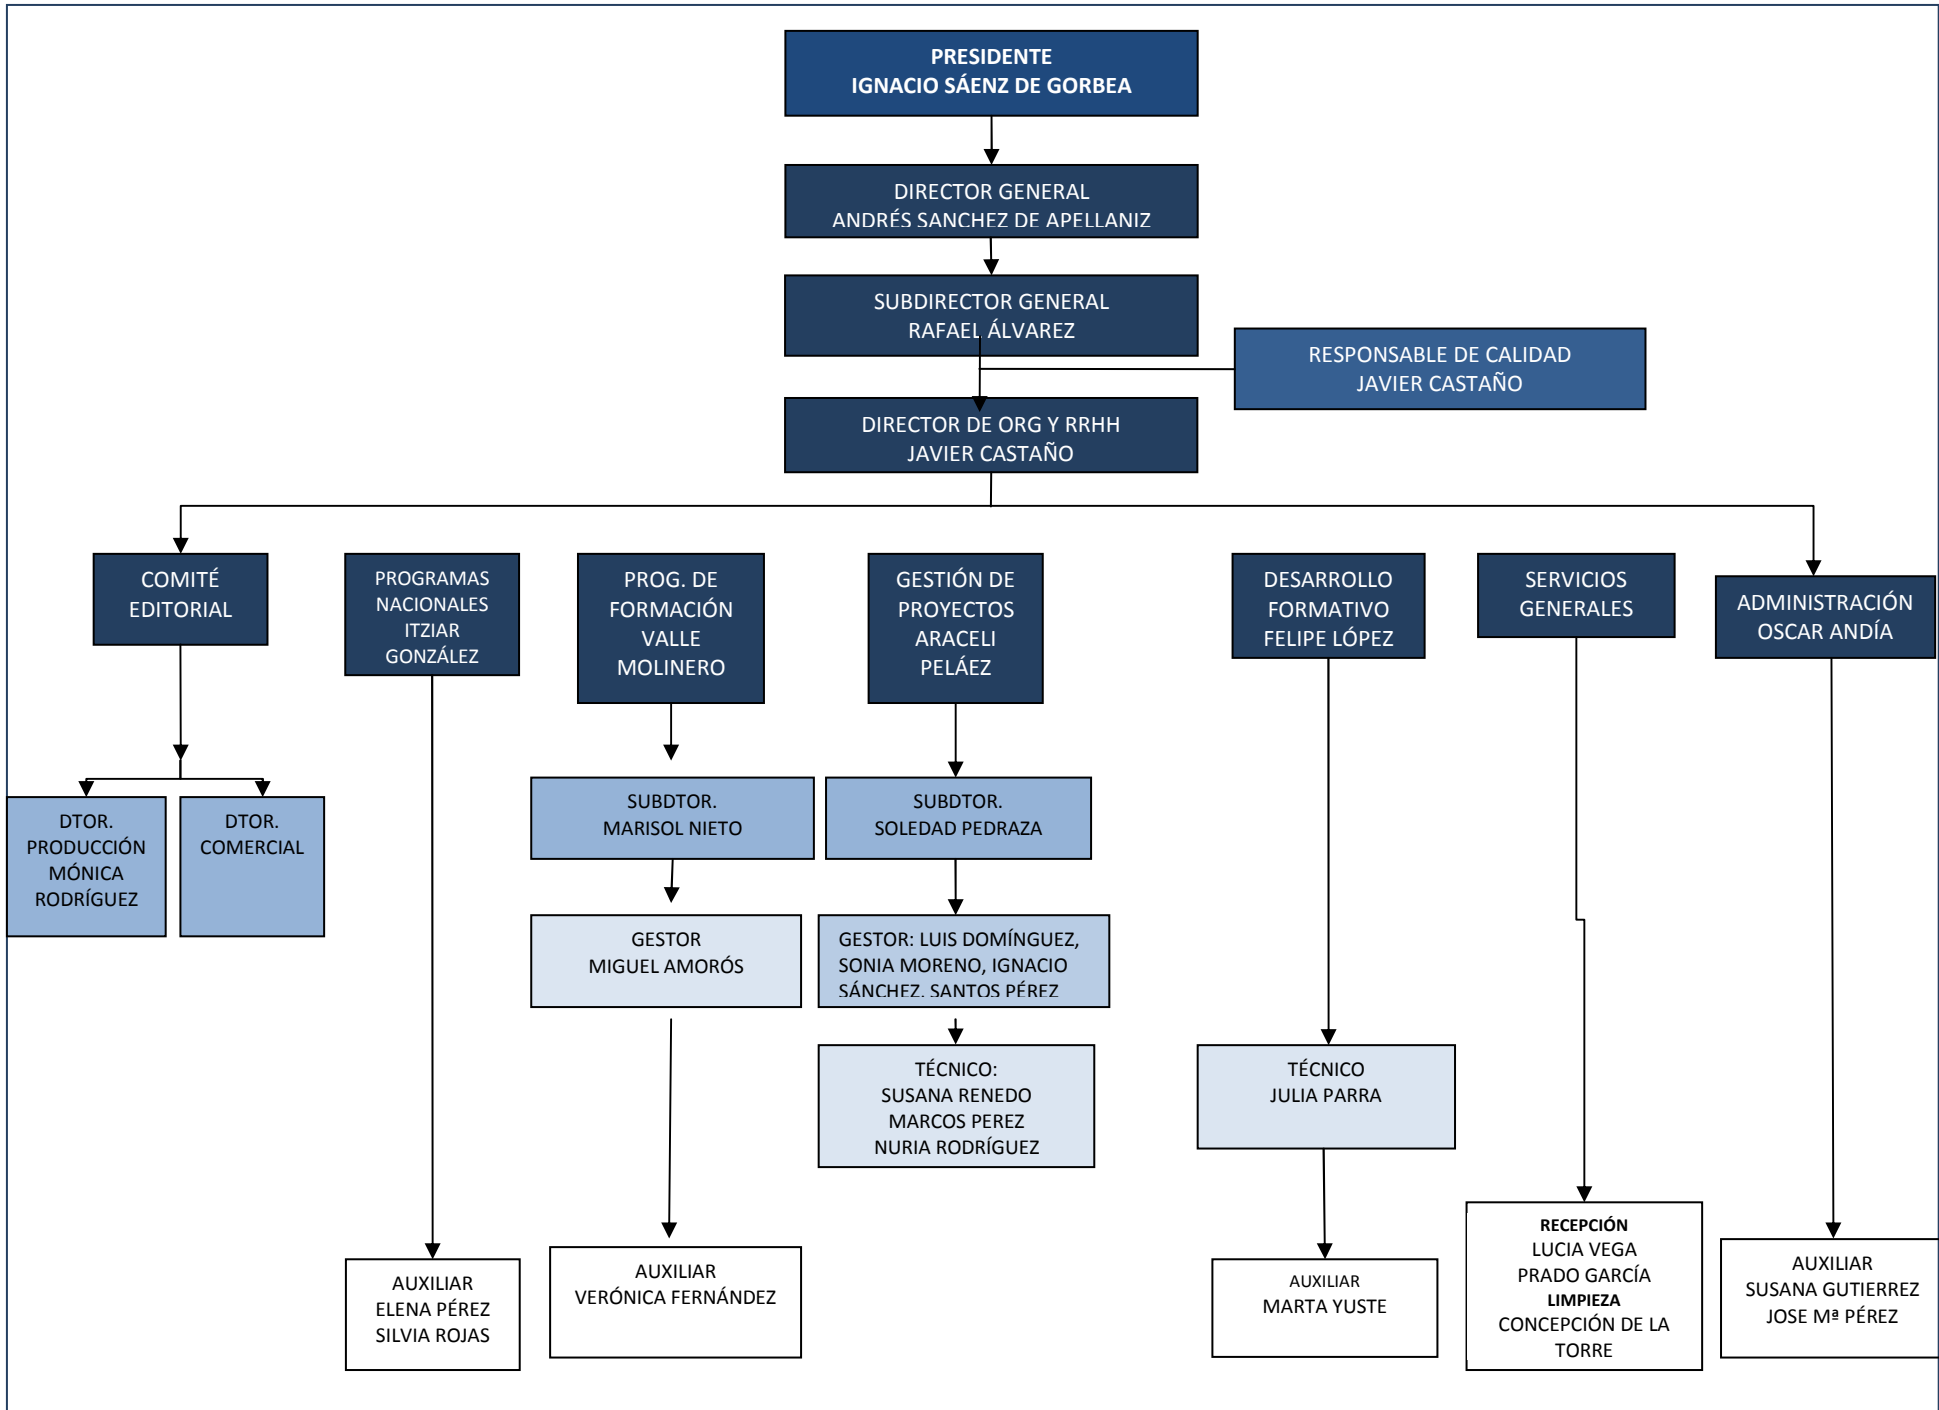 PRESIDENTE
IGNACIO SÁENZ DE GORBEA
DIRECTOR GENERAL
ANDRÉS SANCHEZ DE APELLANIZ
SUBDIRECTOR GENERAL
RAFAEL ÁLVAREZ
RESPONSABLE DE CALIDAD
JAVIER CASTAÑO
DIRECTOR DE ORG Y RRHH
JAVIER CASTAÑO
COMITÉ
EDITORIAL
PROGRAMAS
NACIONALES
ITZIAR
GONZÁLEZ
PROG. DE
FORMACIÓN
VALLE
MOLINERO
GESTIÓN DE
PROYECTOS
ARACELI
PELÁEZ
DESARROLLO
FORMATIVO
FELIPE LÓPEZ
SERVICIOS
GENERALES
ADMINISTRACIÓN
OSCAR ANDÍA
DTOR.
PRODUCCIÓN
MÓNICA
RODRÍGUEZ
DTOR.
COMERCIAL
SUBDTOR.
MARISOL NIETO
SUBDTOR.
SOLEDAD PEDRAZA
GESTOR
MIGUEL AMORÓS
GESTOR: LUIS DOMÍNGUEZ,
SONIA MORENO, IGNACIO
SÁNCHEZ, SANTOS PÉREZ
TÉCNICO:
SUSANA RENEDO
MARCOS PEREZ
NURIA RODRÍGUEZ
TÉCNICO
JULIA PARRA
AUXILIAR
ELENA PÉREZ
SILVIA ROJAS
AUXILIAR
VERÓNICA FERNÁNDEZ
AUXILIAR
MARTA YUSTE
RECEPCIÓN
LUCIA VEGA
PRADO GARCÍA
LIMPIEZA
CONCEPCIÓN DE LA
TORRE
AUXILIAR
SUSANA GUTIERREZ
JOSE Mª PÉREZ